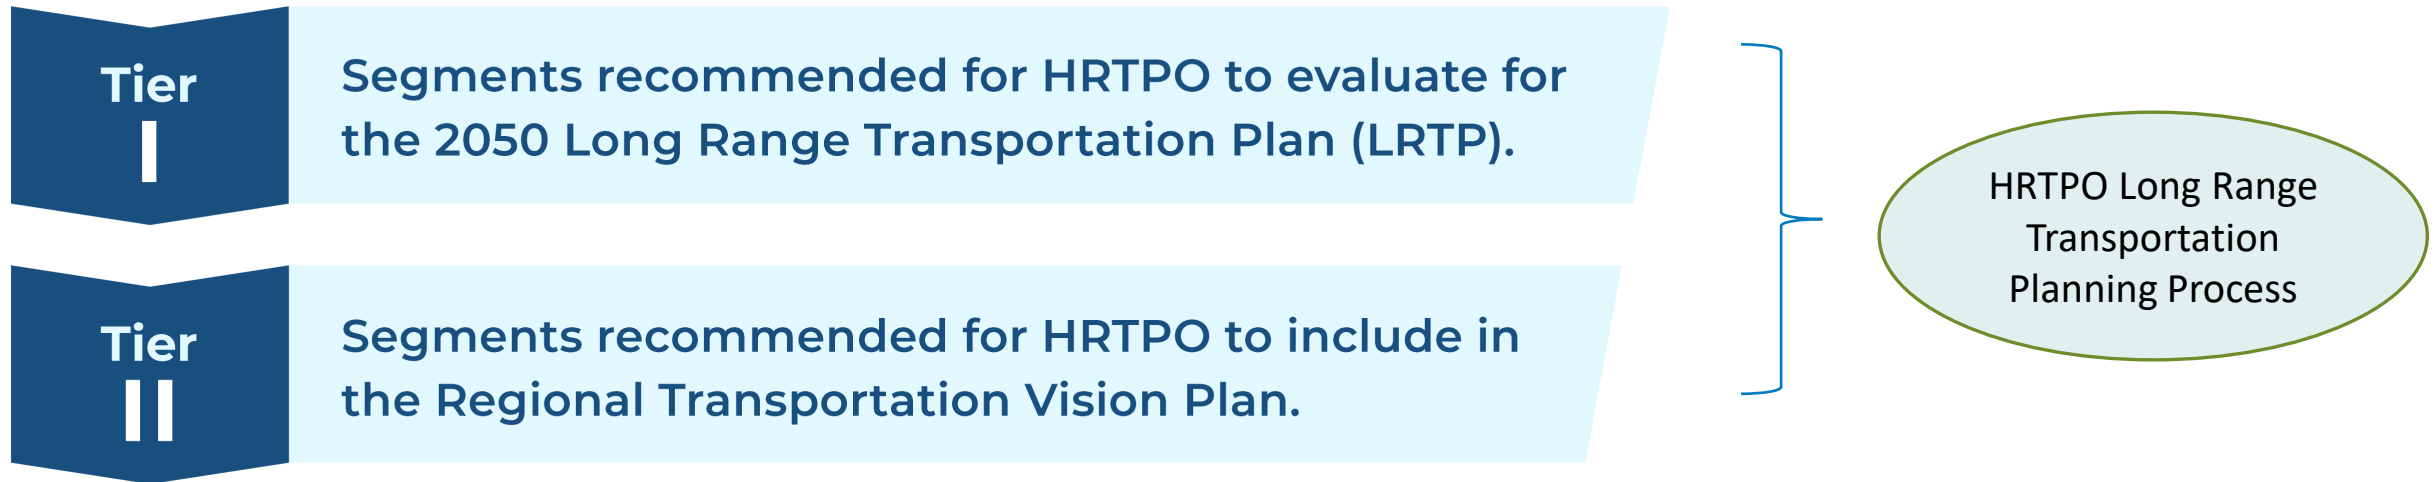 Tier
I
Segments recommended for HRTPO to evaluate for
the 2050 Long Range Transportation Plan (LRTP).
Tier
II
Segments recommended for HRTPO to include in
the Regional Transportation Vision Plan.
HRTPO Long Range
Transportation
Planning Process